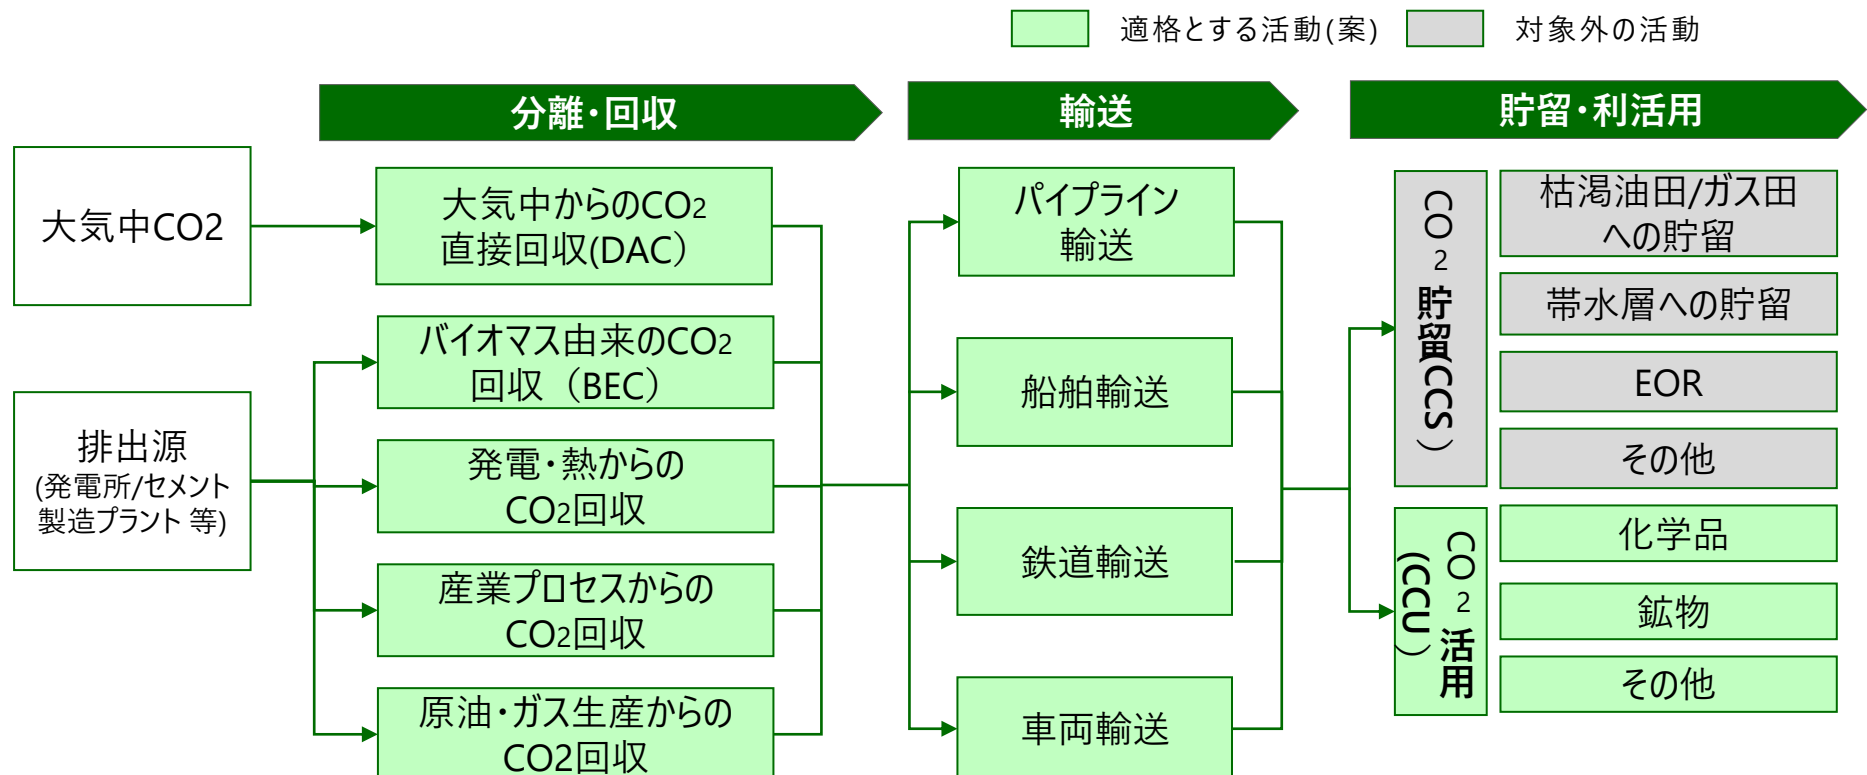 適格とする活動(案)
対象外の活動
分離・回収
輸送
貯留・利活用
大気中CO2
排出源
(発電所/セメント
製造プラント 等)
大気中からのCO2
直接回収(DAC）
バイオマス由来のCO2
回収（BEC）
発電・熱からの
CO2回収
産業プロセスからの
CO2回収
原油・ガス生産からの
CO2回収
パイプライン
輸送
船舶輸送
鉄道輸送
車両輸送
CO2貯留(CCS）
枯渇油田/ガス田
への貯留
帯水層への貯留
EOR
その他
CO2活用
(CCU）
化学品
鉱物
その他